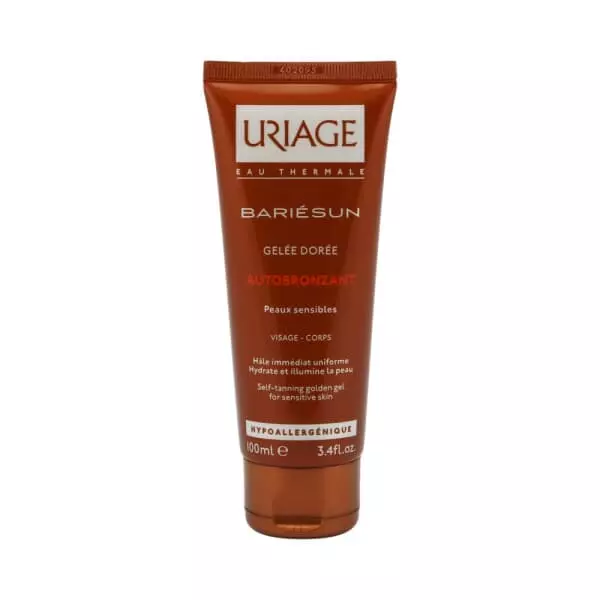 402095
URIAGE
EAU THERMALE
BARIÉSUN
GELÉE DORÉE
AUTOBRONZANT
Peaux sensibles
VISAGE - CORPS
Hâle immédiat uniforme
Hydrate et illumine la peau
Self-tanning golden gel
for sensitive skin
HYPOALLERGÉNIQUE
100ml e 3.4fl.oz.